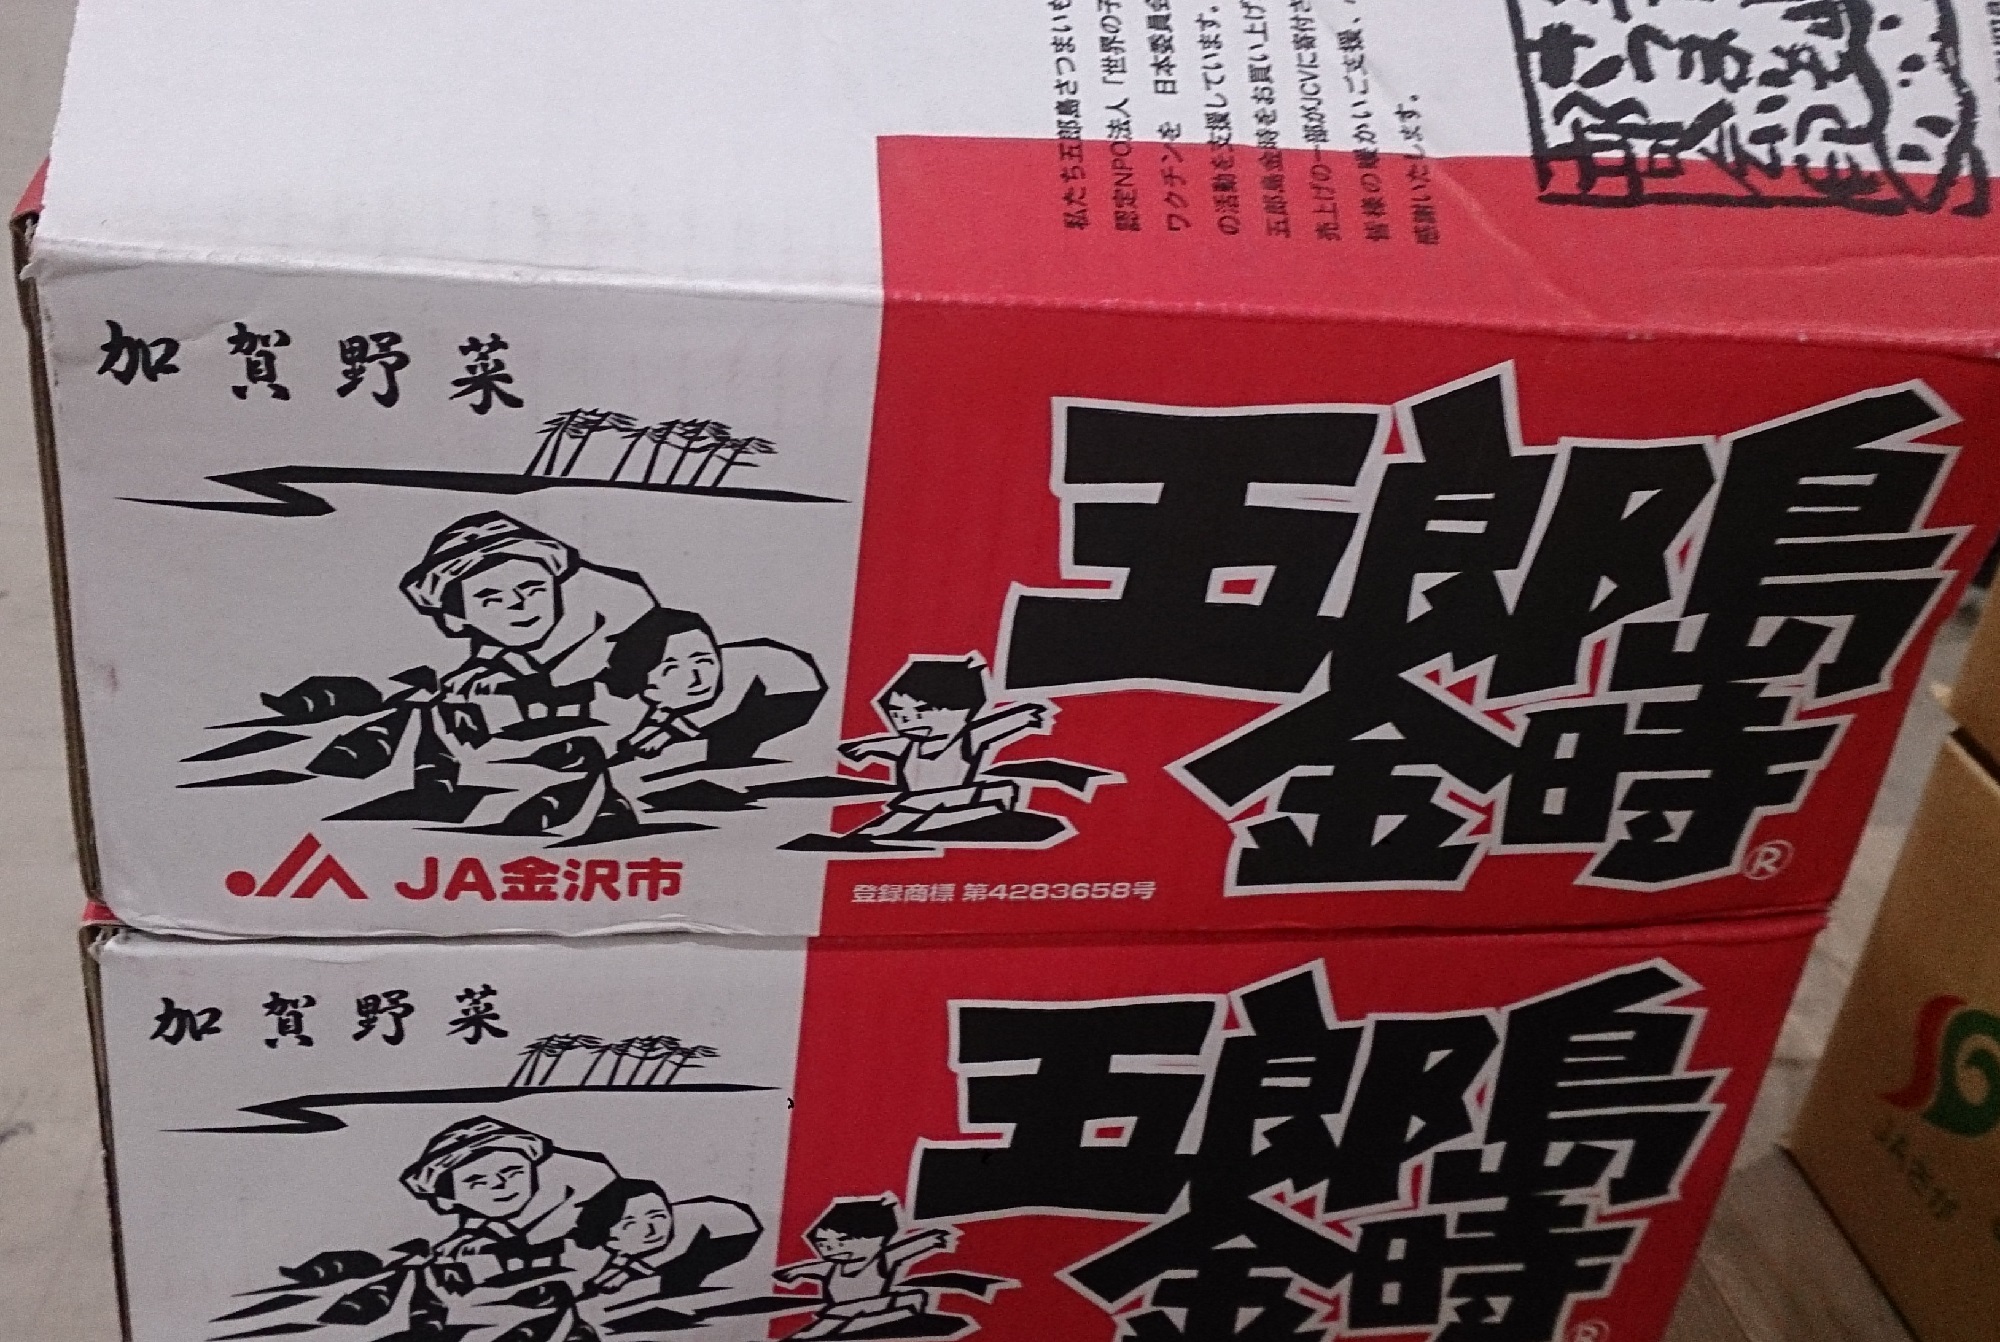 私たち五郎島さつまいも
認定NPO法人「世界の子
ワクチンを 日本委員会
の活動を支援しています。
五郎島金時をお買い上げ
売上げの一部がJCVに寄付さ
皆様の暖かいご支援、
感謝いたします。
加賀野菜
五郎島
金時®
JA金沢市
登録商標 第4283658号
加賀野菜
五郎島
金時®